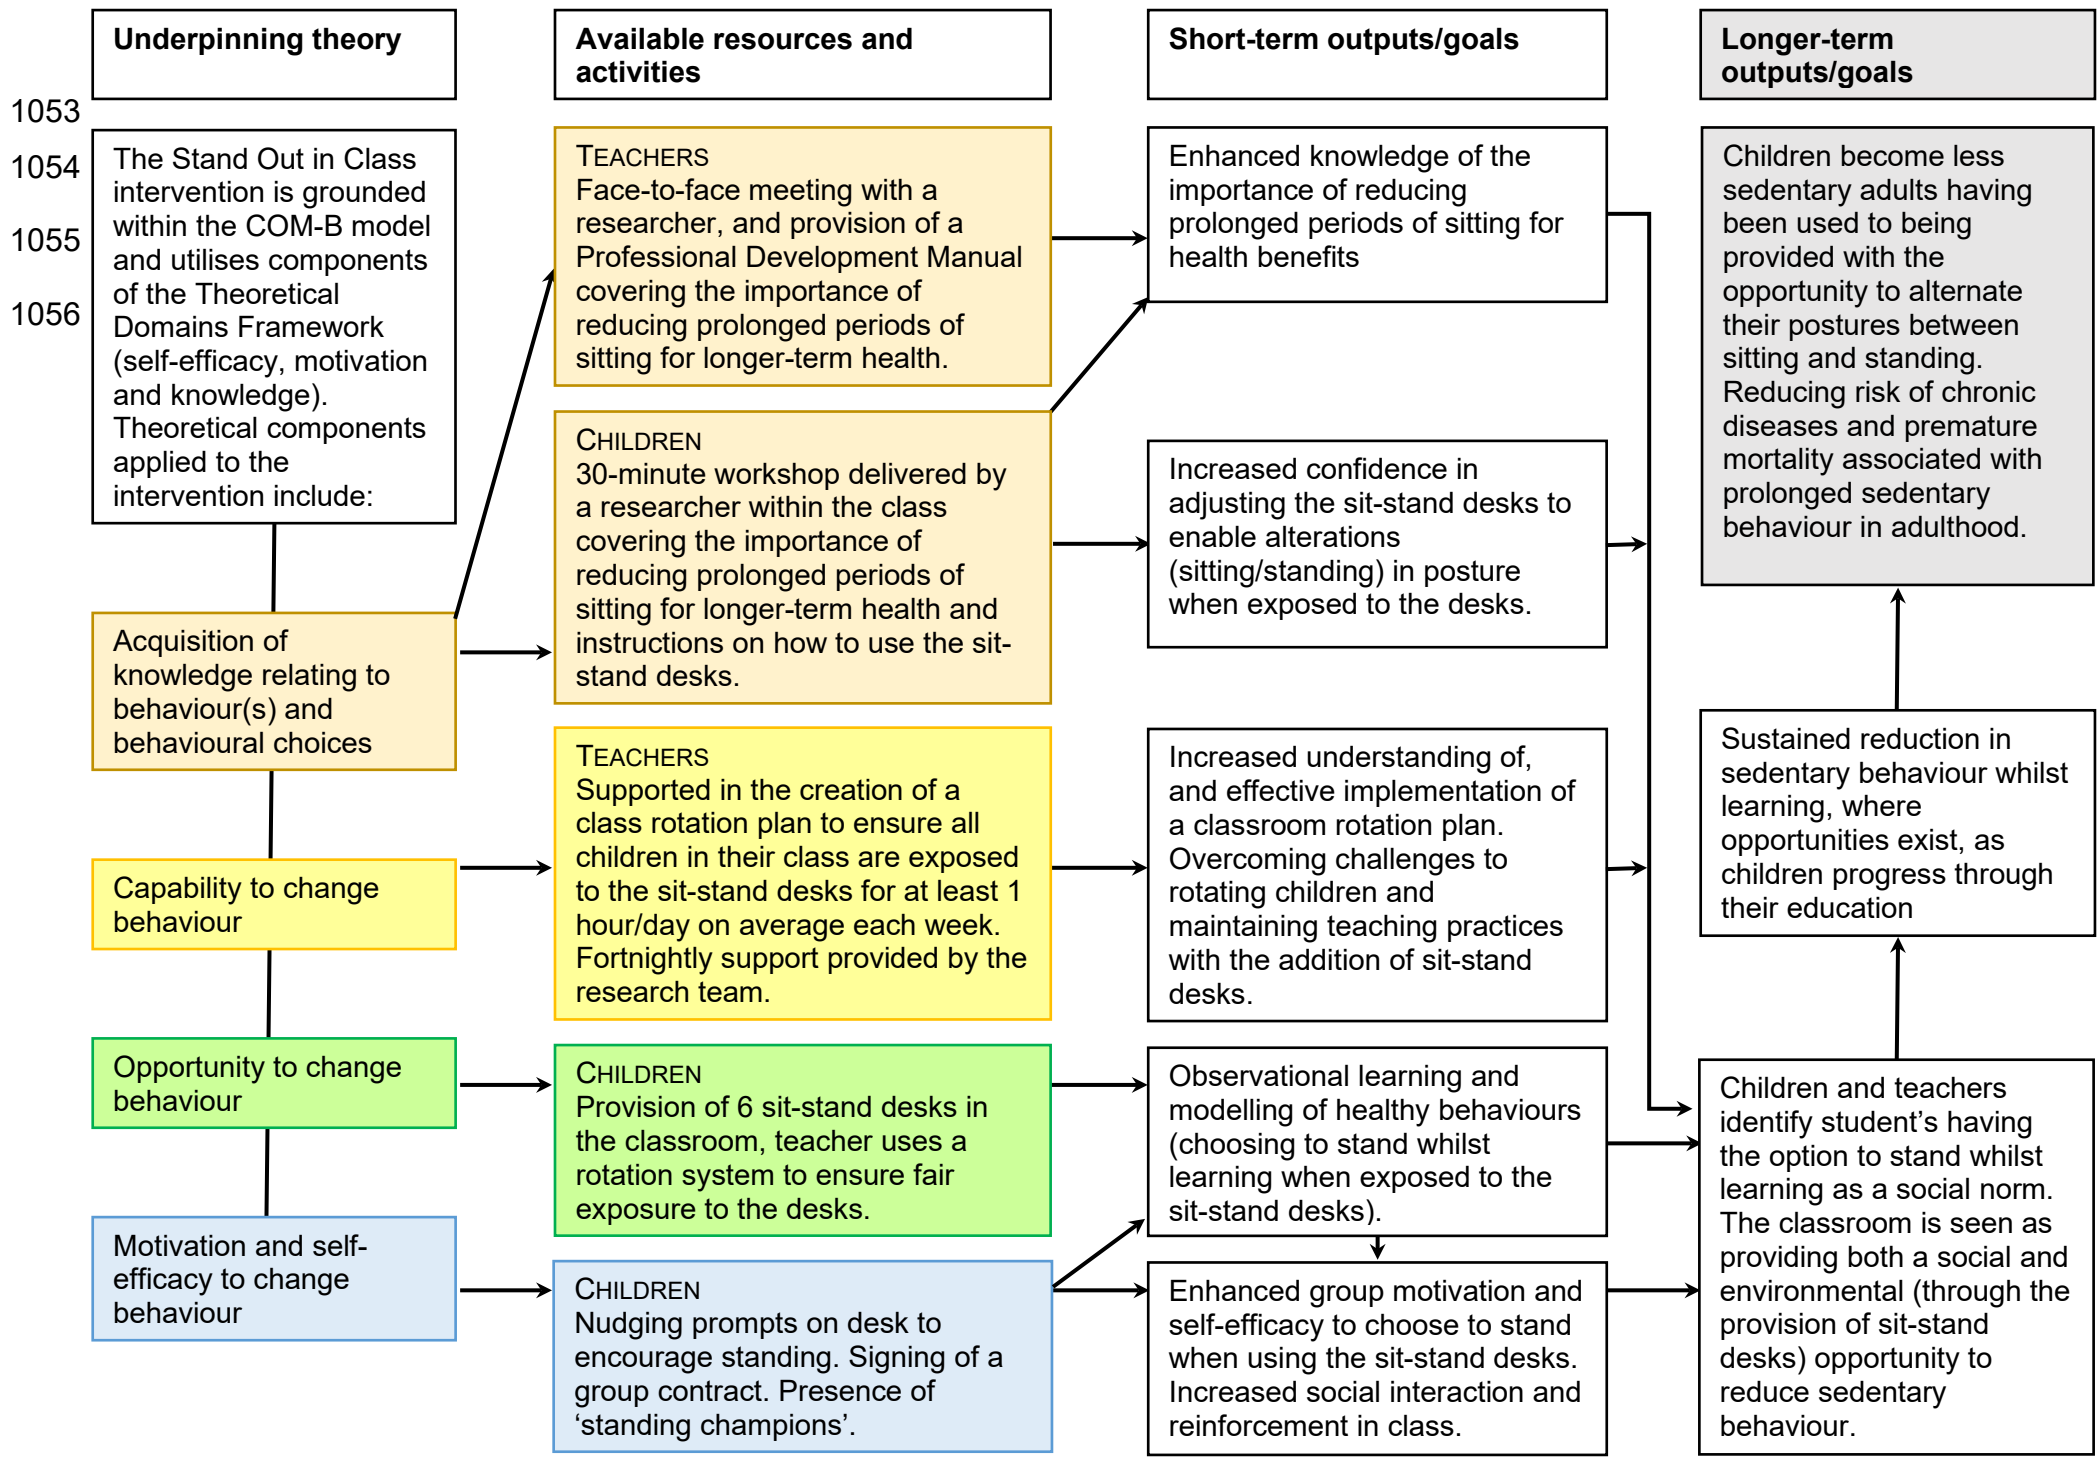 Underpinning theory
Available resources and
activities
Short-term outputs/goals
Longer-term
outputs/goals
1053
1054
1055
1056
The Stand Out in Class
intervention is grounded
within the COM-B model
and utilises components
of the Theoretical
Domains Framework
(self-efficacy, motivation
and knowledge).
Theoretical components
applied to the
intervention include:
Acquisition of
knowledge relating to
behaviour(s) and
behavioural choices
Capability to change
behaviour
Opportunity to change
behaviour
Motivation and self-
efficacy to change
behaviour
TEACHERS
Face-to-face meeting with a
researcher, and provision of a
Professional Development Manual
covering the importance of
reducing prolonged periods of
sitting for longer-term health.
CHILDREN
30-minute workshop delivered by
a researcher within the class
covering the importance of
reducing prolonged periods of
sitting for longer-term health and
instructions on how to use the sit-
stand desks.
TEACHERS
Supported in the creation of a
class rotation plan to ensure all
children in their class are exposed
to the sit-stand desks for at least 1
hour/day on average each week.
Fortnightly support provided by the
research team.
CHILDREN
Provision of 6 sit-stand desks in
the classroom, teacher uses a
rotation system to ensure fair
exposure to the desks.
CHILDREN
Nudging prompts on desk to
encourage standing. Signing of a
group contract. Presence of
‘standing champions’.
Enhanced knowledge of the
importance of reducing
prolonged periods of sitting for
health benefits
Increased confidence in
adjusting the sit-stand desks to
enable alterations
(sitting/standing) in posture
when exposed to the desks.
Increased understanding of,
and effective implementation of
a classroom rotation plan.
Overcoming challenges to
rotating children and
maintaining teaching practices
with the addition of sit-stand
desks.
Observational learning and
modelling of healthy behaviours
(choosing to stand whilst
learning when exposed to the
sit-stand desks).
Enhanced group motivation and
self-efficacy to choose to stand
when using the sit-stand desks.
Increased social interaction and
reinforcement in class.
Children become less
sedentary adults having
been used to being
provided with the
opportunity to alternate
their postures between
sitting and standing.
Reducing risk of chronic
diseases and premature
mortality associated with
prolonged sedentary
behaviour in adulthood.
Sustained reduction in
sedentary behaviour whilst
learning, where
opportunities exist, as
children progress through
their education
Children and teachers
identify student’s having
the option to stand whilst
learning as a social norm.
The classroom is seen as
providing both a social and
environmental (through the
provision of sit-stand
desks) opportunity to
reduce sedentary
behaviour.